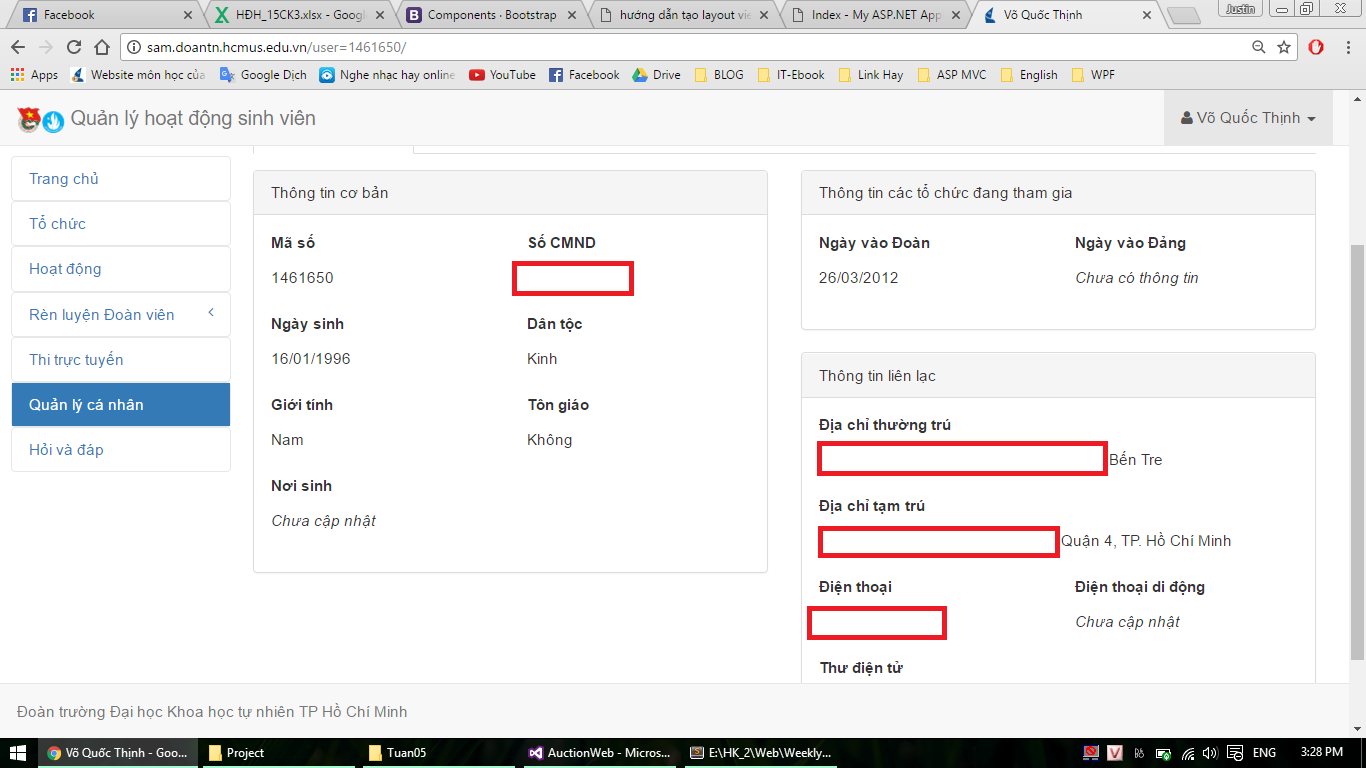 Facebook
HĐH_15CK3.xlsx - Googl
Components · Bootstrap
hướng dẫn tạo layout vie
Index - My ASP.NET App
Võ Quốc Thịnh
Justin
sam.doantn.hcmus.edu.vn/user=1461650/
Apps
Website môn học của
Google Dịch
Nghe nhạc hay online
YouTube
Facebook
Drive
BLOG
IT-Ebook
Link Hay
ASP MVC
English
WPF
Quản lý hoạt động sinh viên
Võ Quốc Thịnh
Trang chủ
Tổ chức
Hoạt động
Rèn luyện Đoàn viên
Thi trực tuyến
Quản lý cá nhân
Hỏi và đáp
Thông tin cơ bản
Mã số
Số CMND
1461650
Ngày sinh
Dân tộc
16/01/1996
Kinh
Giới tính
Tôn giáo
Nam
Không
Nơi sinh
Chưa cập nhật
Thông tin các tổ chức đang tham gia
Ngày vào Đoàn
Ngày vào Đảng
26/03/2012
Chưa có thông tin
Thông tin liên lạc
Địa chỉ thường trú
Bến Tre
Địa chỉ tạm trú
Quận 4, TP. Hồ Chí Minh
Điện thoại
Điện thoại di động
Chưa cập nhật
Thư điện tử
Đoàn trường Đại học Khoa học tự nhiên TP Hồ Chí Minh
Võ Quốc Thịnh - Goo...
Project
Tuan05
AuctionWeb - Micros...
E:\HK_2\Web\Weekly...
ENG
3:28 PM